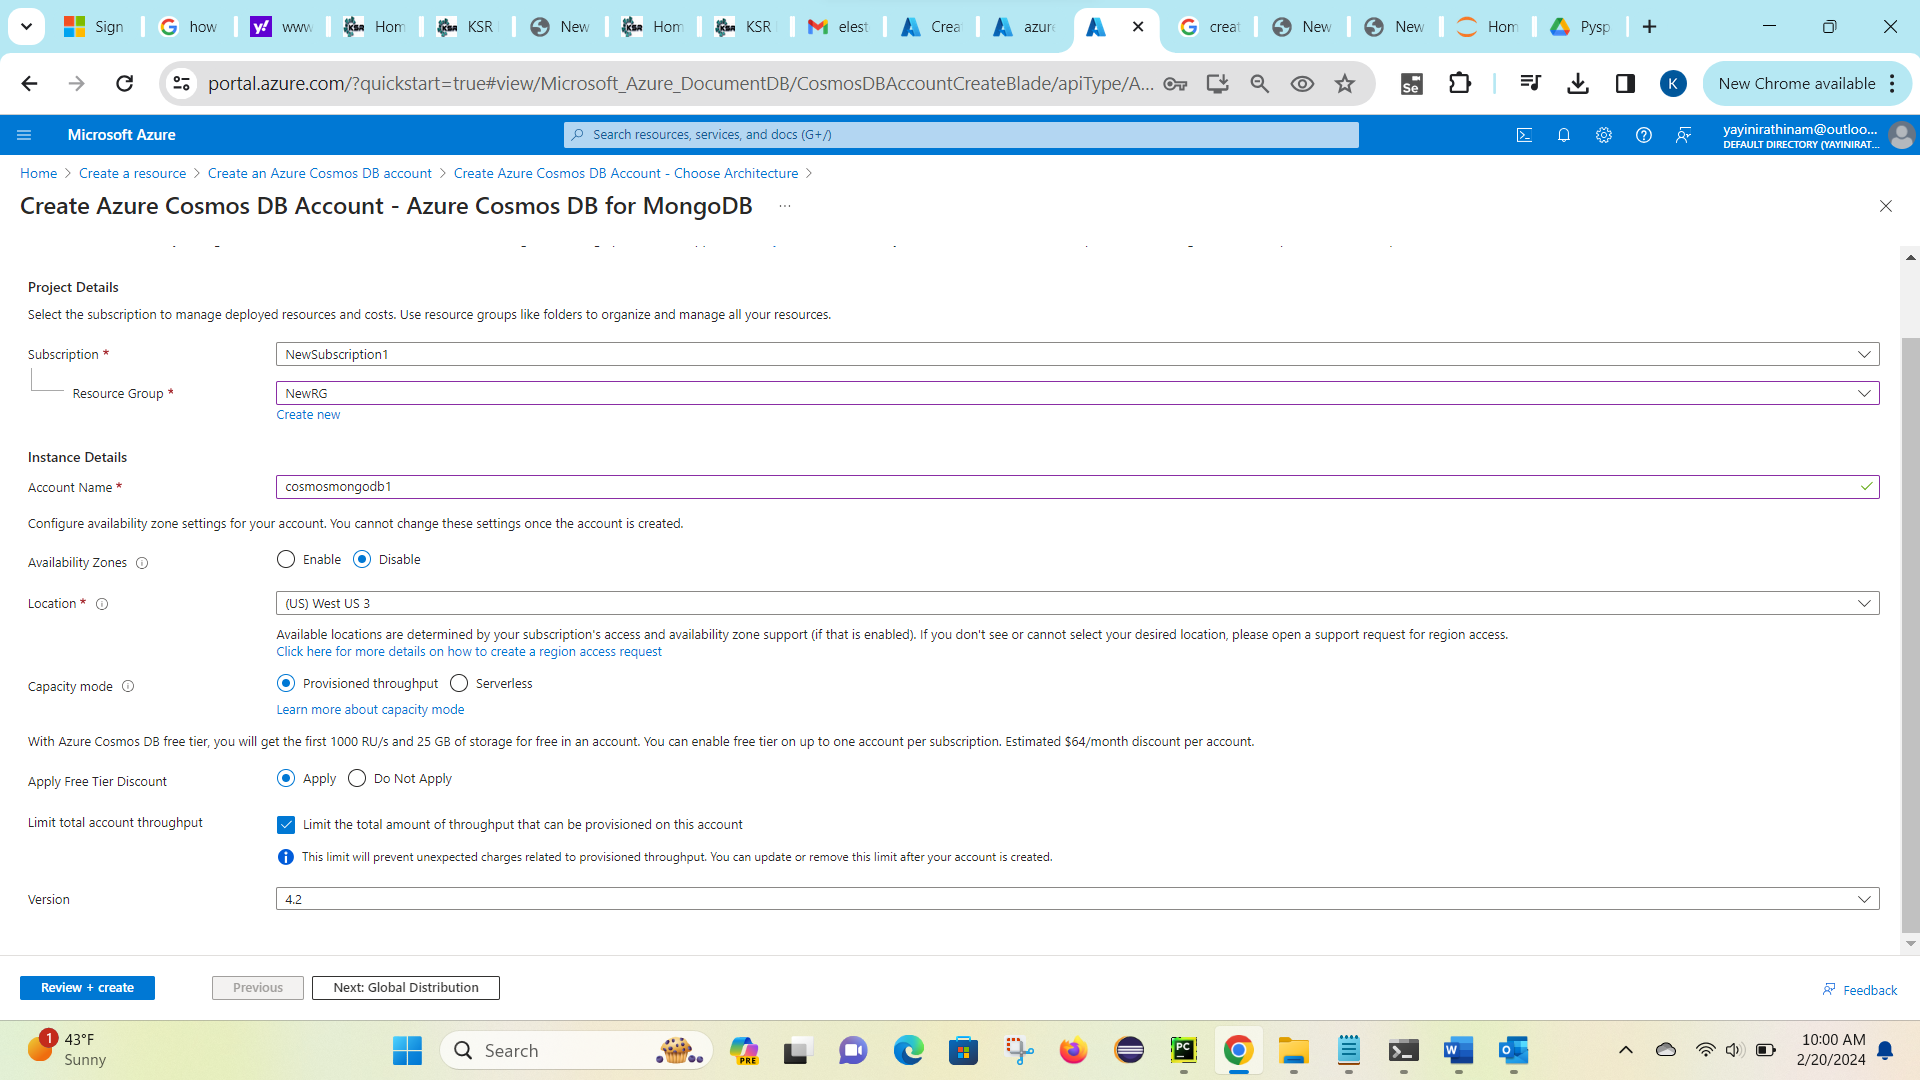 Sign
how
www
Hom
KSR
New
Hom
KSR
elest
Crea
azure
creat
New
New
Hom
Pysp
portal.azure.com/?quickstart=true#view/Microsoft_Azure_DocumentDB/CosmosDBAccountCreateBlade/apiType/A...
Se
K
New Chrome available
Microsoft Azure
Search resources, services, and docs (G+/)
yayinirathinam@outloo...
DEFAULT DIRECTORY (YAYINIRAT...
Home > Create a resource > Create an Azure Cosmos DB account > Create Azure Cosmos DB Account - Choose Architecture >
Create Azure Cosmos DB Account - Azure Cosmos DB for MongoDB ...
Project Details
Select the subscription to manage deployed resources and costs. Use resource groups like folders to organize and manage all your resources.
Subscription *
NewSubscription1
Resource Group *
NewRG
Create new
Instance Details
Account Name *
cosmosmongodb1
Configure availability zone settings for your account. You cannot change these settings once the account is created.
Availability Zones
Enable
Disable
Location *
(US) West US 3
Available locations are determined by your subscription's access and availability zone support (if that is enabled). If you don't see or cannot select your desired location, please open a support request for region access.
Click here for more details on how to create a region access request
Capacity mode
Provisioned throughput
Serverless
Learn more about capacity mode
With Azure Cosmos DB free tier, you will get the first 1000 RU/s and 25 GB of storage for free in an account. You can enable free tier on up to one account per subscription. Estimated $64/month discount per account.
Apply Free Tier Discount
Apply
Do Not Apply
Limit total account throughput
Limit the total amount of throughput that can be provisioned on this account
This limit will prevent unexpected charges related to provisioned throughput. You can update or remove this limit after your account is created.
Version
4.2
Review + create
Previous
Next: Global Distribution
Feedback
1
43°F
Sunny
Search
PRE
PC
10:00 AM
2/20/2024